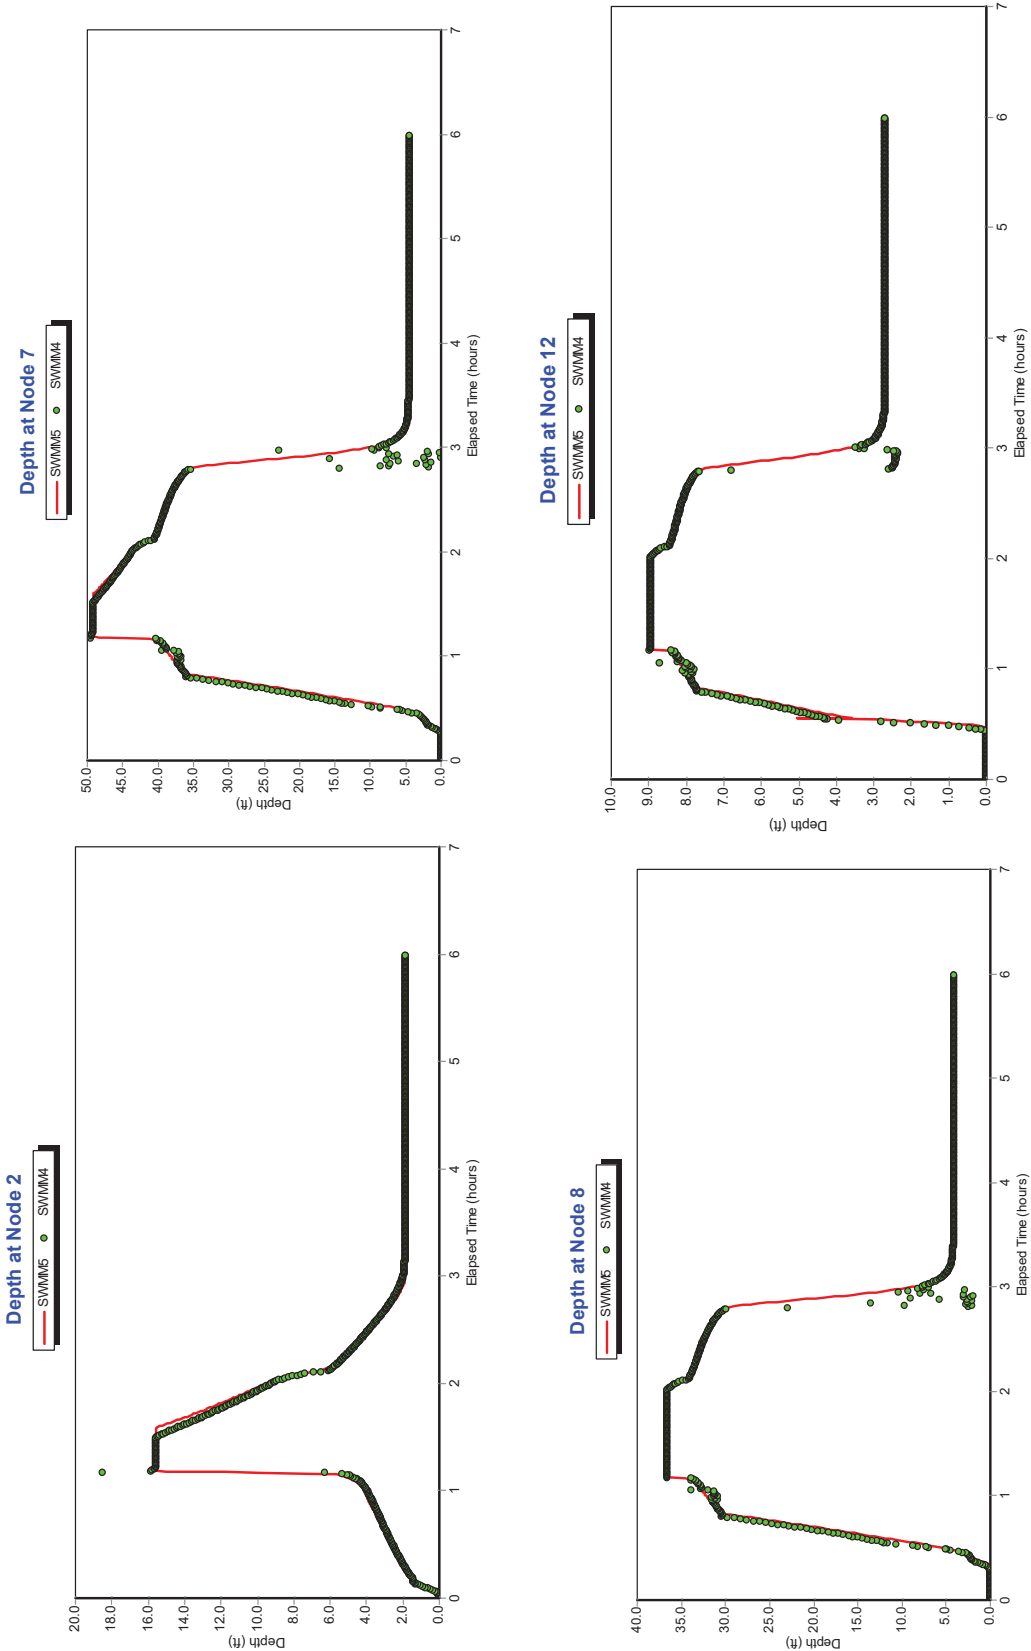 Depth at Node 2
SWMM5 SWMM4
20.0
18.0
16.0
14.0
12.0
10.0
8.0
6.0
4.0
2.0
0.0
Depth (ft)
0 1 2 3 4 5 6 7
Elapsed Time (hours)
Depth at Node 7
SWMM5 SWMM4
50.0
45.0
40.0
35.0
30.0
25.0
20.0
15.0
10.0
5.0
0.0
Depth (ft)
0 1 2 3 4 5 6 7
Elapsed Time (hours)
Depth at Node 8
SWMM5 SWMM4
40.0
35.0
30.0
25.0
20.0
15.0
10.0
5.0
0.0
Depth (ft)
0 1 2 3 4 5 6 7
Elapsed Time (hours)
Depth at Node 12
SWMM5 SWMM4
10.0
9.0
8.0
7.0
6.0
5.0
4.0
3.0
2.0
1.0
0.0
Depth (ft)
0 1 2 3 4 5 6 7
Elapsed Time (hours)